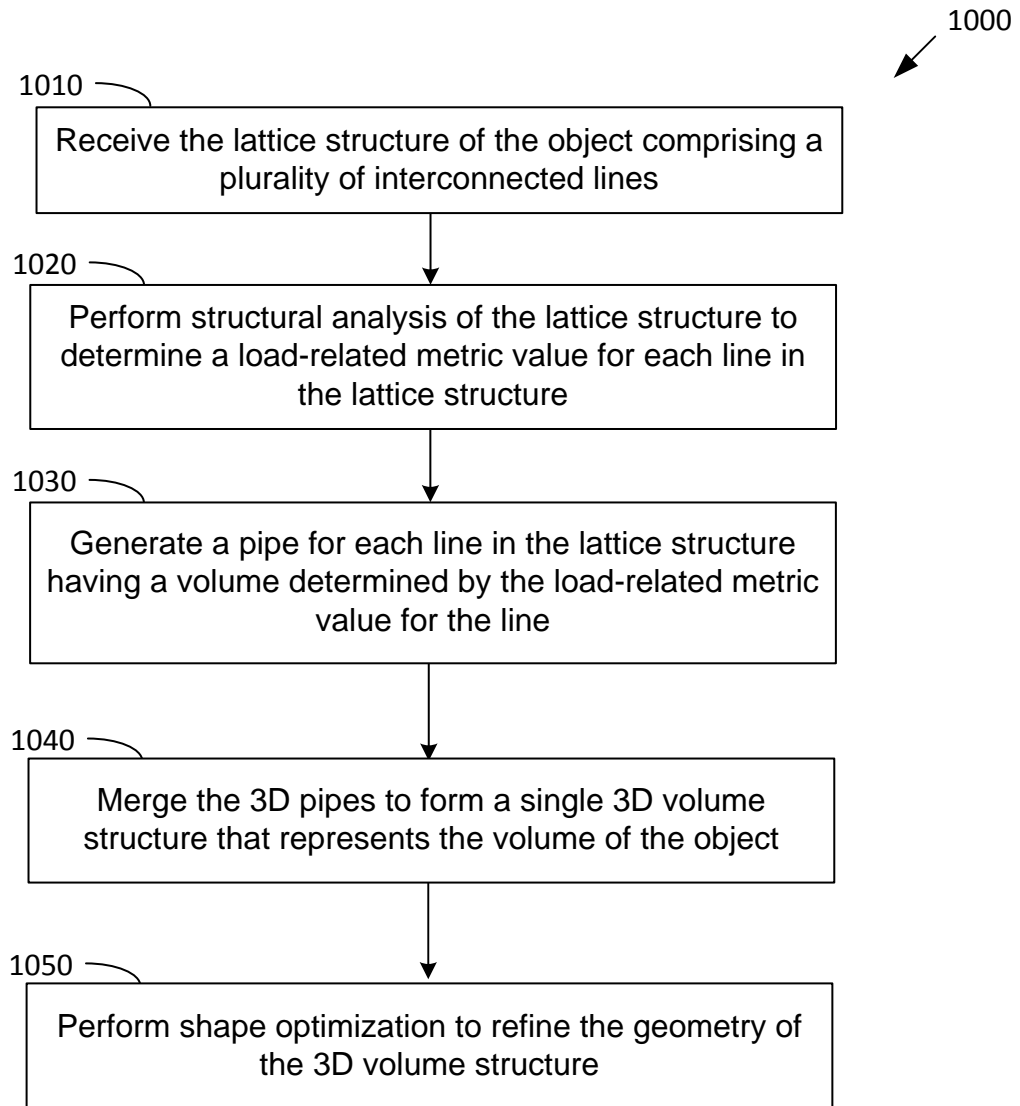 1000
1010
Receive the lattice structure of the object comprising a
plurality of interconnected lines
1020
Perform structural analysis of the lattice structure to
determine a load-related metric value for each line in
the lattice structure
1030
Generate a pipe for each line in the lattice structure
having a volume determined by the load-related metric
value for the line
1040
Merge the 3D pipes to form a single 3D volume
structure that represents the volume of the object
1050
Perform shape optimization to refine the geometry of
the 3D volume structure